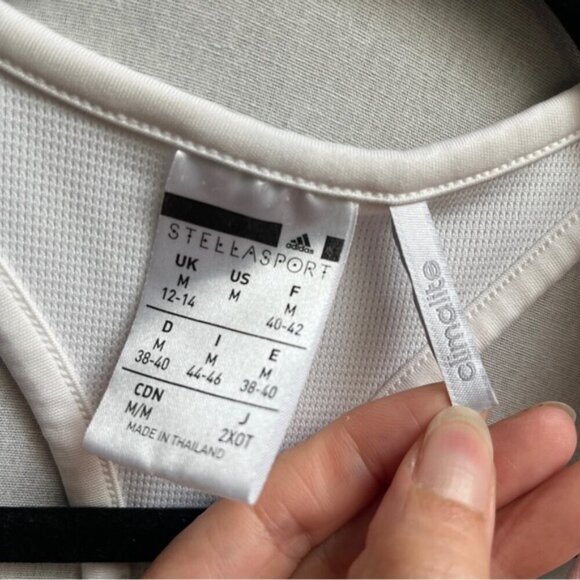 adidas
STELLASPORT
UK US F
M M M
12-14 40-42
D I E
M M M
38-40 44-46 38-40
CDN J
M/M 2XOT
MADE IN THAILAND
climalite